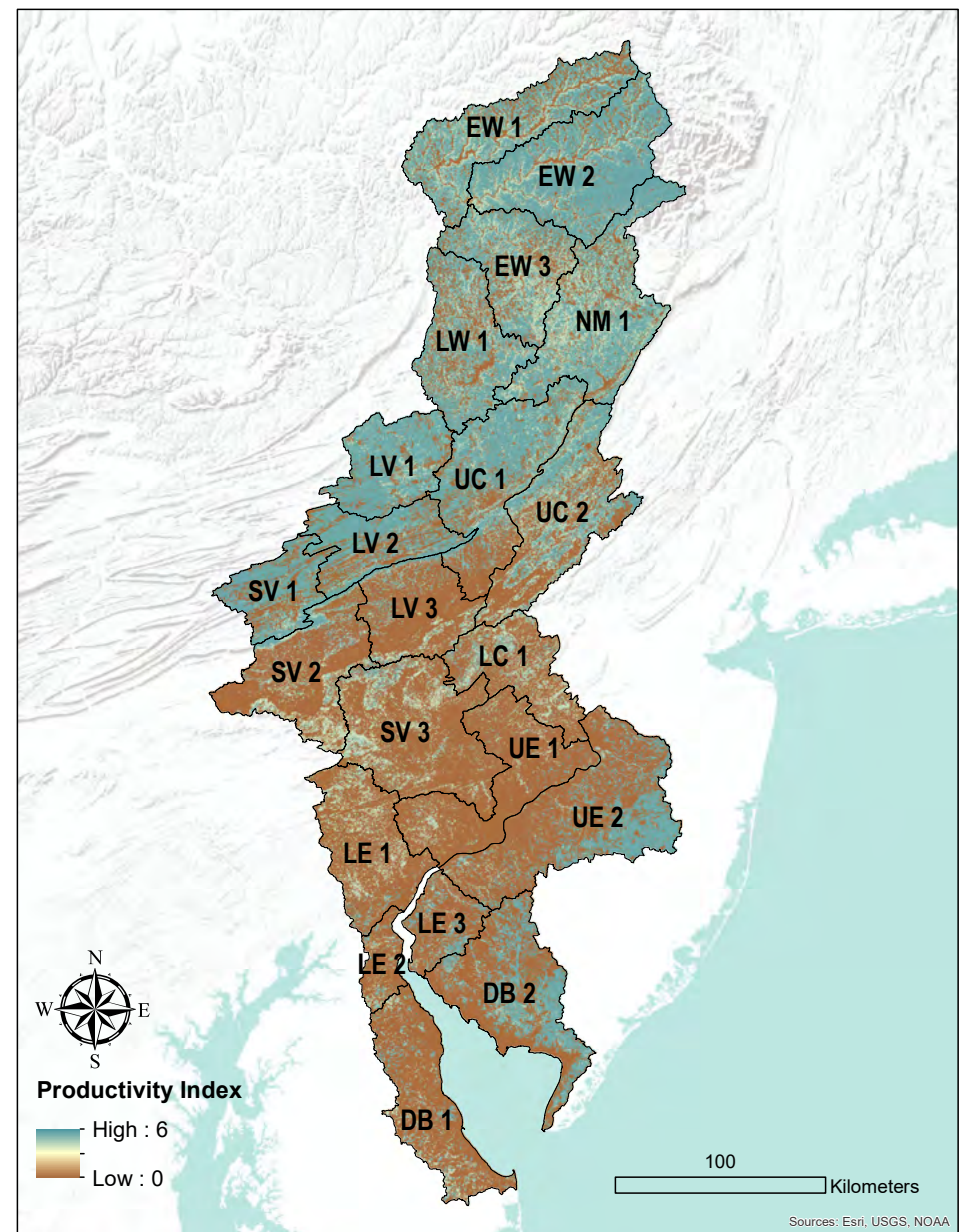 EW 1
EW 2
EW 3
NM 1
LW 1
LV 1
UC 1
UC 2
LV 2
SV 1
LV 3
LC 1
SV 2
SV 3
UE 1
UE 2
LE 1
LE 3
LE 2
DB 2
DB 1
N
W E
S
Productivity Index
High : 6
Low : 0
100
Kilometers
Sources: Esri, USGS, NOAA